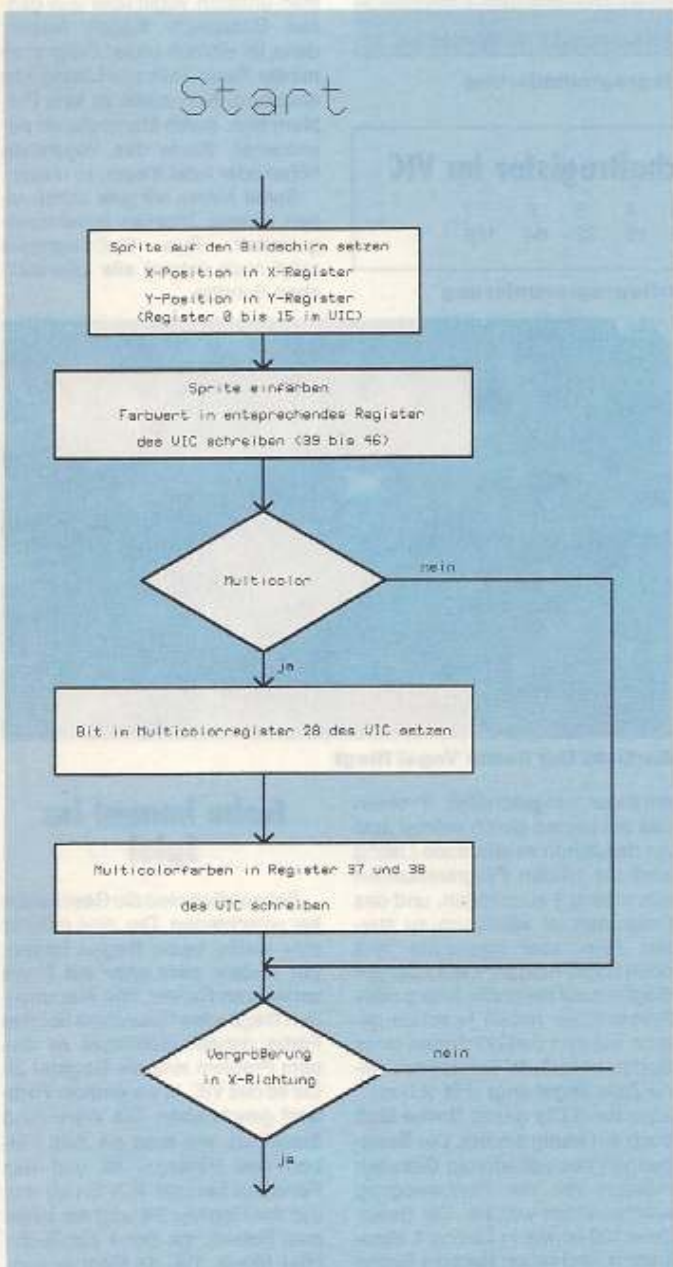 Start
Sprite auf den Bildschirm setzen
X-Position in X-Register
Y-Position in Y-Register
(Register 0 bis 15 im VIC)
Sprite einfärben
Farbwert in entsprechendes Register
des VIC schreiben (39 bis 46)
Multicolor
nein
ja
Bit in Multicolorregister 28 des VIC setzen
Multicolorfarben in Register 37 und 38
des VIC schreiben
Vergrößerung
in X-Richtung
nein
ja